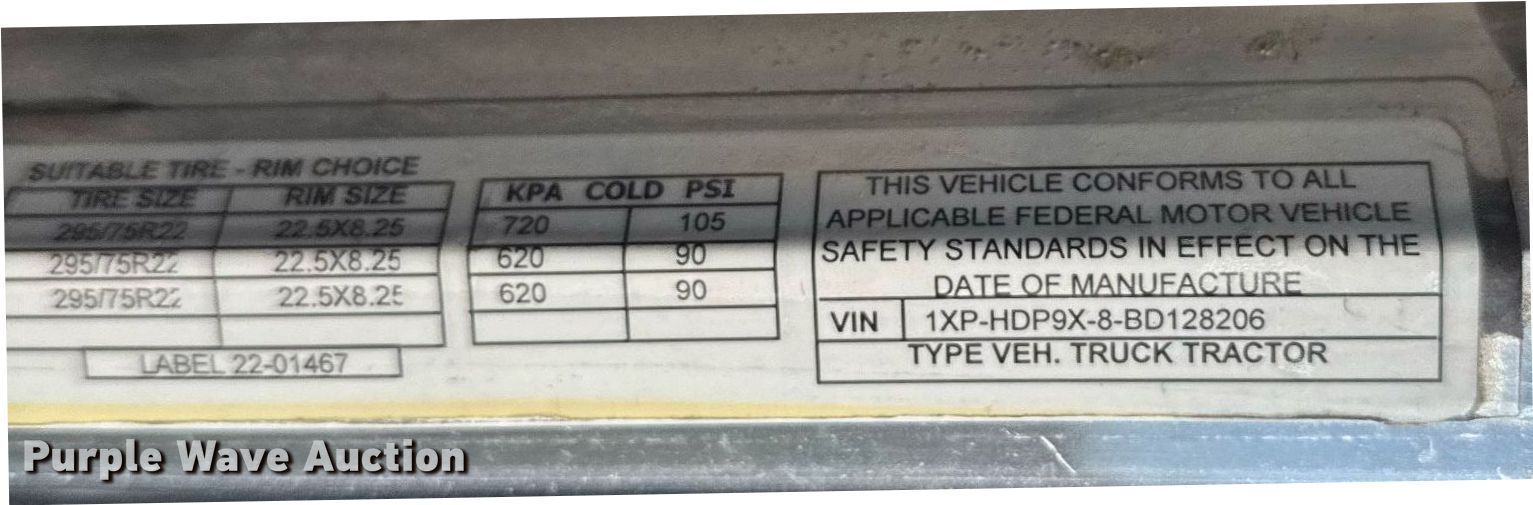 SUITABLE TIRE - RIM CHOICE
TIRE SIZE RIM SIZE
295/75R22 22.5X8.25
295/75R22 22.5X8.25
295/75R22 22.5X8.25
LABEL 22-01467
KPA COLD PSI
720 105
620 90
620 90
THIS VEHICLE CONFORMS TO ALL
APPLICABLE FEDERAL MOTOR VEHICLE
SAFETY STANDARDS IN EFFECT ON THE
DATE OF MANUFACTURE
VIN 1XP-HDP9X-8-BD128206
TYPE VEH. TRUCK TRACTOR
Purple Wave Auction